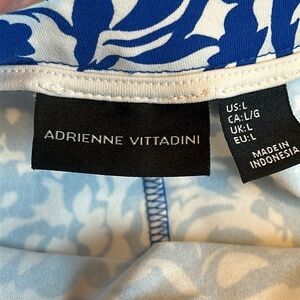 ADRIENNE VITTADINI
US:L
CA:L/G
UK:L
EU:L
MADE IN
INDONESIA